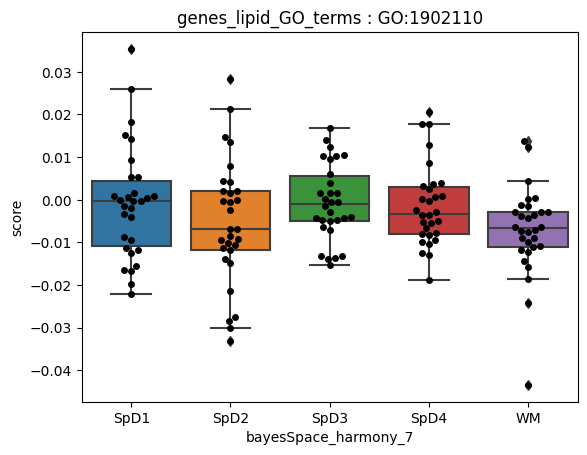 genes_lipid_GO_terms : GO:1902110
0.03
0.02
0.01
0.00
−0.01
−0.02
−0.03
−0.04
score
SpD1 SpD2 SpD3 SpD4 WM
bayesSpace_harmony_7